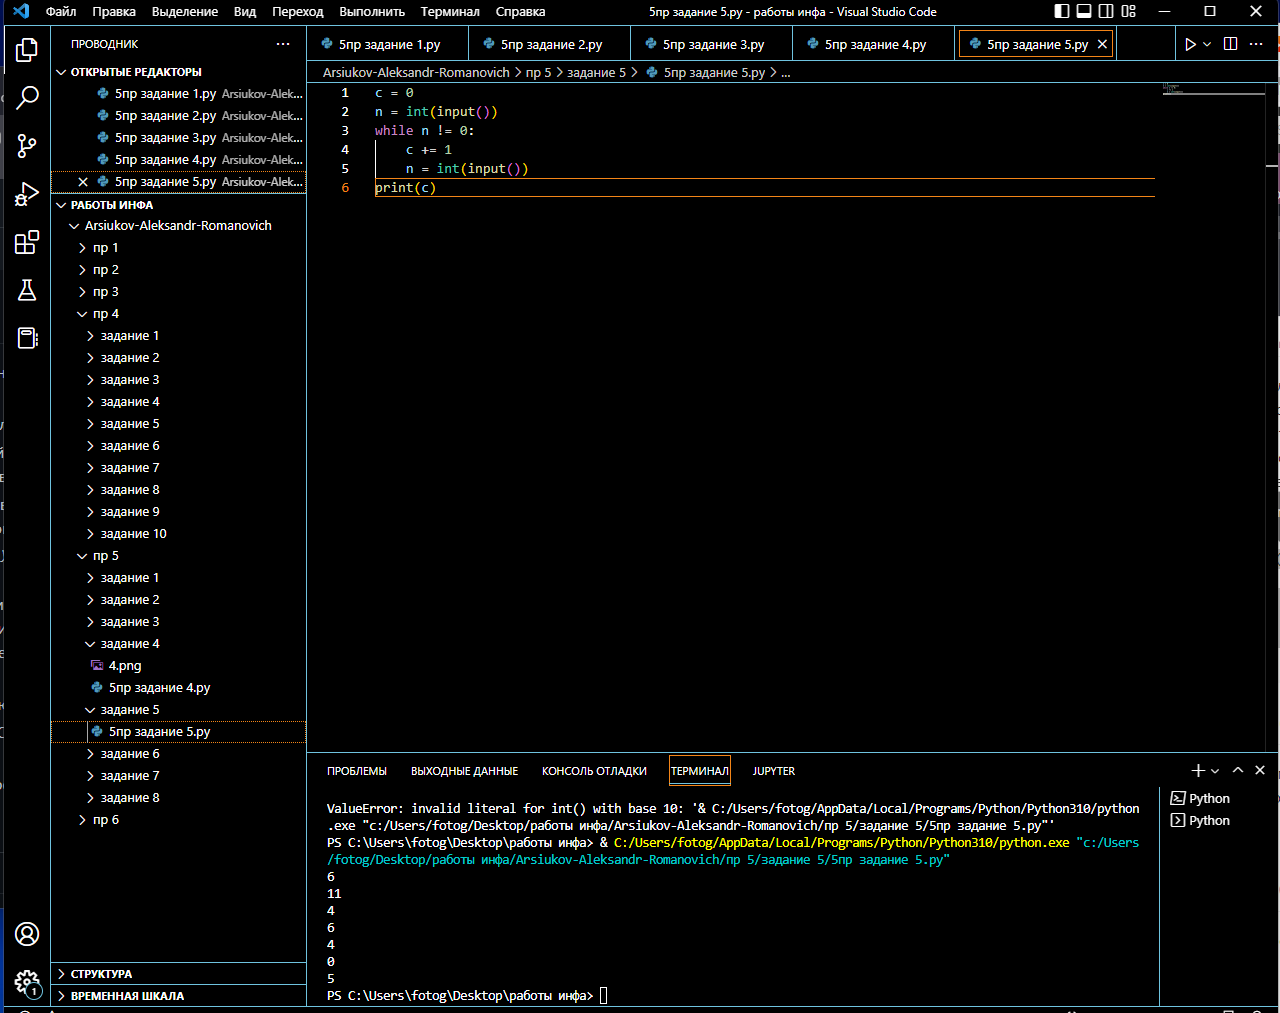 Файл Правка Выделение Вид Переход Выполнить Терминал Справка 5пр задание 5.py - работы инфа - Visual Studio Code
ПРОВОДНИК ···
ОТКРЫТЫЕ РЕДАКТОРЫ
5пр задание 1.py Arsiukov-Alek...
5пр задание 2.py Arsiukov-Alek...
5пр задание 3.py Arsiukov-Alek...
5пр задание 4.py Arsiukov-Alek...
5пр задание 5.py Arsiukov-Alek...
РАБОТЫ ИНФА
Arsiukov-Aleksandr-Romanovich
пр 1
пр 2
пр 3
пр 4
задание 1
задание 2
задание 3
задание 4
задание 5
задание 6
задание 7
задание 8
задание 9
задание 10
пр 5
задание 1
задание 2
задание 3
задание 4
4.png
5пр задание 4.py
задание 5
5пр задание 5.py
задание 6
задание 7
задание 8
пр 6
СТРУКТУРА
ВРЕМЕННАЯ ШКАЛА
1
5пр задание 1.py 5пр задание 2.py 5пр задание 3.py 5пр задание 4.py 5пр задание 5.py
Arsiukov-Aleksandr-Romanovich > пр 5 > задание 5 > 5пр задание 5.py > ...
1 c = 0
2 n = int(input())
3 while n != 0:
4 c += 1
5 n = int(input())
6 print(c)
ПРОБЛЕМЫ ВЫХОДНЫЕ ДАННЫЕ КОНСОЛЬ ОТЛАДКИ ТЕРМИНАЛ JUPYTER
ValueError: invalid literal for int() with base 10: '& C:/Users/fotog/AppData/Local/Programs/Python/Python310/python
.exe "c:/Users/fotog/Desktop/работы инфа/Arsiukov-Aleksandr-Romanovich/пр 5/задание 5/5пр задание 5.py"'
PS C:\Users\fotog\Desktop\работы инфа> & C:/Users/fotog/AppData/Local/Programs/Python/Python310/python.exe "c:/Users
/fotog/Desktop/работы инфа/Arsiukov-Aleksandr-Romanovich/пр 5/задание 5/5пр задание 5.py"
6
11
4
6
4
0
5
PS C:\Users\fotog\Desktop\работы инфа>
Python
Python